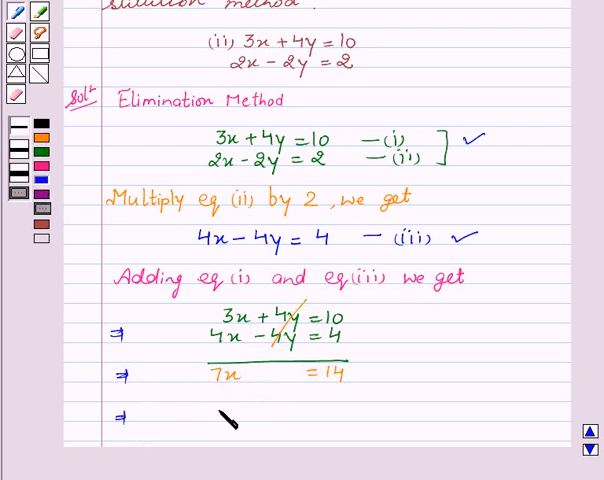 stitution method.
(ii) 3x + 4y = 10
2x - 2y = 2
Solⁿ Elimination Method
3x + 4y = 10 — (i)
2x - 2y = 2 — (ii)
Multiply eq (ii) by 2, we get
4x - 4y = 4 — (iii)
Adding eq (i) and eq (iii) we get
3x + 4y = 10
⇒ 4x - 4y = 4
⇒ 7x = 14
⇒